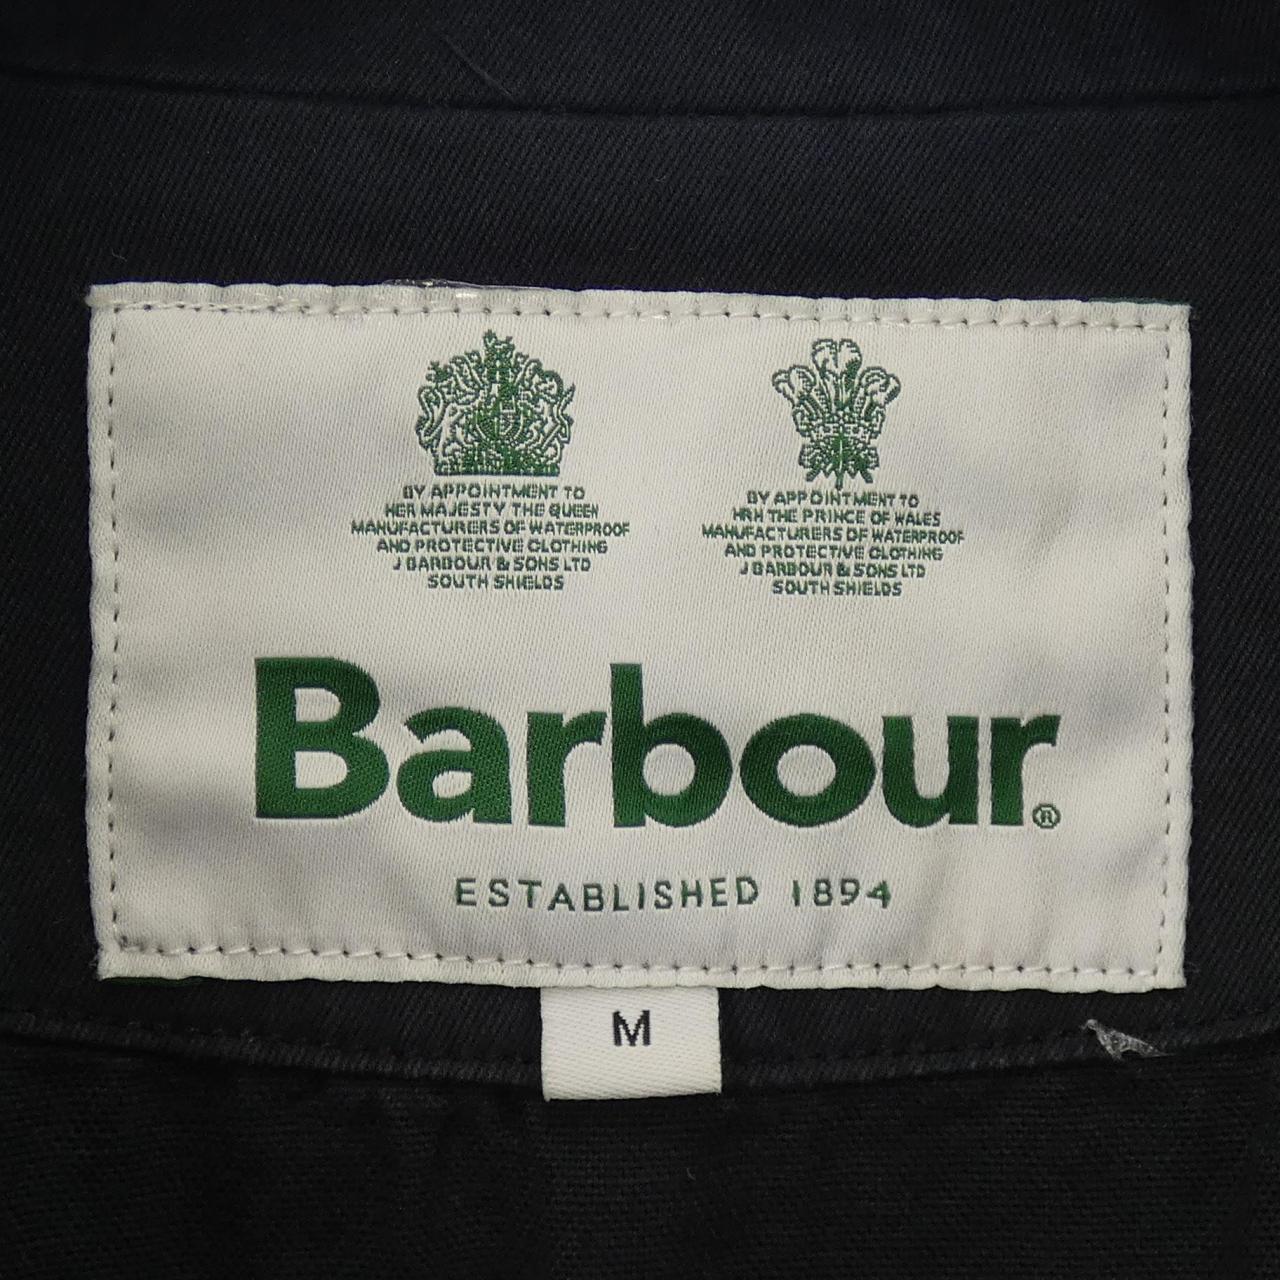 BY APPOINTMENT TO
HER MAJESTY THE QUEEN
MANUFACTURERS OF WATERPROOF
AND PROTECTIVE CLOTHING
J BARBOUR & SONS LTD
SOUTH SHIELDS
BY APPOINTMENT TO
HRH THE PRINCE OF WALES
MANUFACTURERS OF WATERPROOF
AND PROTECTIVE CLOTHING
J BARBOUR & SONS LTD
SOUTH SHIELDS
Barbour®
ESTABLISHED 1894
M